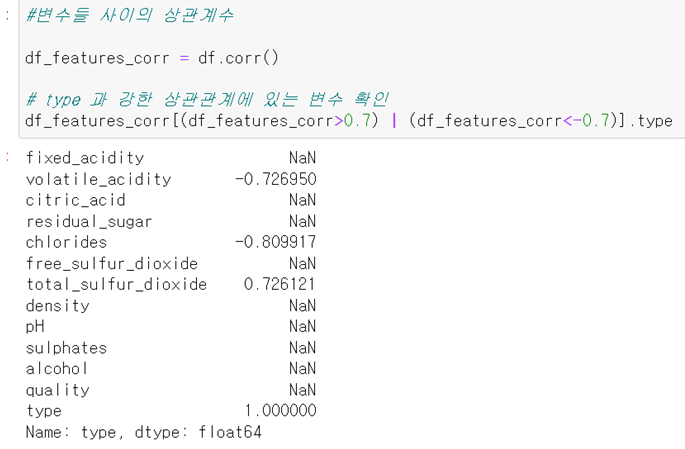 : #변수들 사이의 상관계수
df_features_corr = df.corr()
# type 과 강한 상관관계에 있는 변수 확인
df_features_corr[(df_features_corr>0.7) | (df_features_corr<-0.7)].type
: fixed_acidity NaN
volatile_acidity -0.726950
citric_acid NaN
residual_sugar NaN
chlorides -0.809917
free_sulfur_dioxide NaN
total_sulfur_dioxide 0.726121
density NaN
pH NaN
sulphates NaN
alcohol NaN
quality NaN
type 1.000000
Name: type, dtype: float64